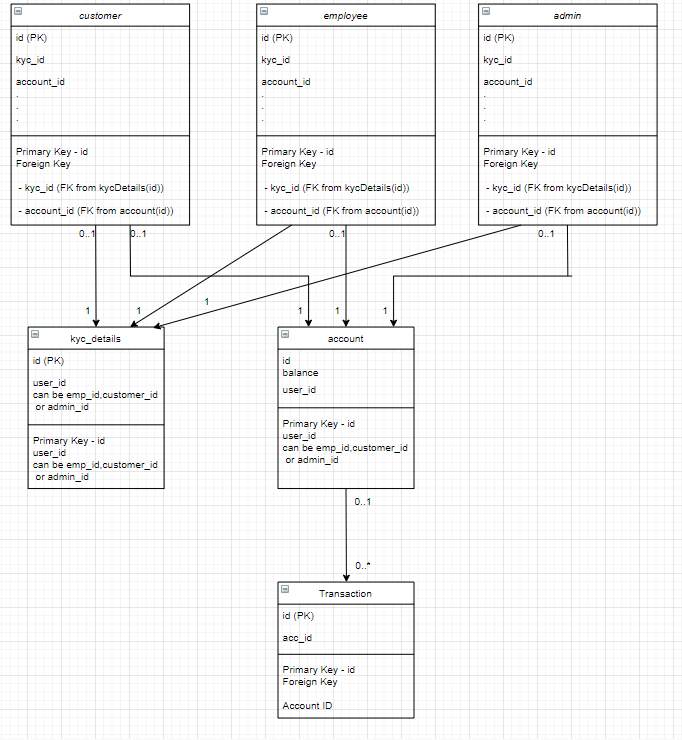 customer
id (PK)
kyc_id
account_id
.
.
.
Primary Key - id
Foreign Key
- kyc_id (FK from kycDetails(id))
- account_id (FK from account(id))
employee
id (PK)
kyc_id
account_id
.
.
.
Primary Key - id
Foreign Key
- kyc_id (FK from kycDetails(id))
- account_id (FK from account(id))
admin
id (PK)
kyc_id
account_id
.
.
.
Primary Key - id
Foreign Key
- kyc_id (FK from kycDetails(id))
- account_id (FK from account(id))
0..1
0..1
0..1
0..1
1
1
1
1
1
1
kyc_details
id (PK)
user_id
can be emp_id,customer_id
or admin_id
Primary Key - id
user_id
can be emp_id,customer_id
or admin_id
account
id
balance
user_id
Primary Key - id
user_id
can be emp_id,customer_id
or admin_id
0..1
0..*
Transaction
id (PK)
acc_id
Primary Key - id
Foreign Key
Account ID